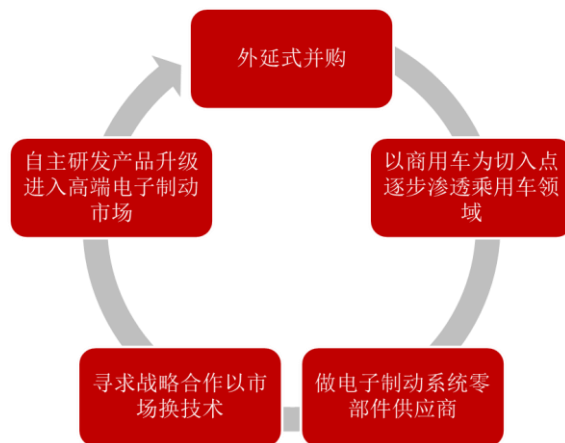 外延式并购
以商用车为切入点
逐步渗透乘用车领
域
做电子制动系统零
部件供应商
寻求战略合作以市
场换技术
自主研发产品升级
进入高端电子制动
市场